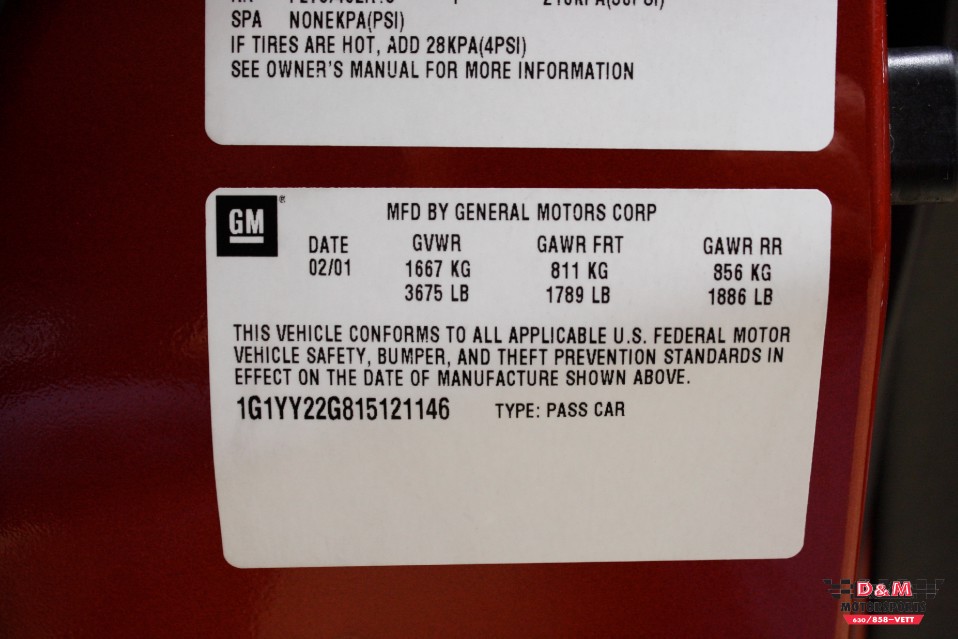 SPA NONEKPA(PSI)
IF TIRES ARE HOT, ADD 28KPA(4PSI)
SEE OWNER'S MANUAL FOR MORE INFORMATION
GM®
MFD BY GENERAL MOTORS CORP
DATE GVWR GAWR FRT GAWR RR
02/01 1667 KG 811 KG 856 KG
3675 LB 1789 LB 1886 LB
THIS VEHICLE CONFORMS TO ALL APPLICABLE U.S. FEDERAL MOTOR
VEHICLE SAFETY, BUMPER, AND THEFT PREVENTION STANDARDS IN
EFFECT ON THE DATE OF MANUFACTURE SHOWN ABOVE.
1G1YY22G815121146 TYPE: PASS CAR
D&M
MOTORSPORTS
630/858-VETT